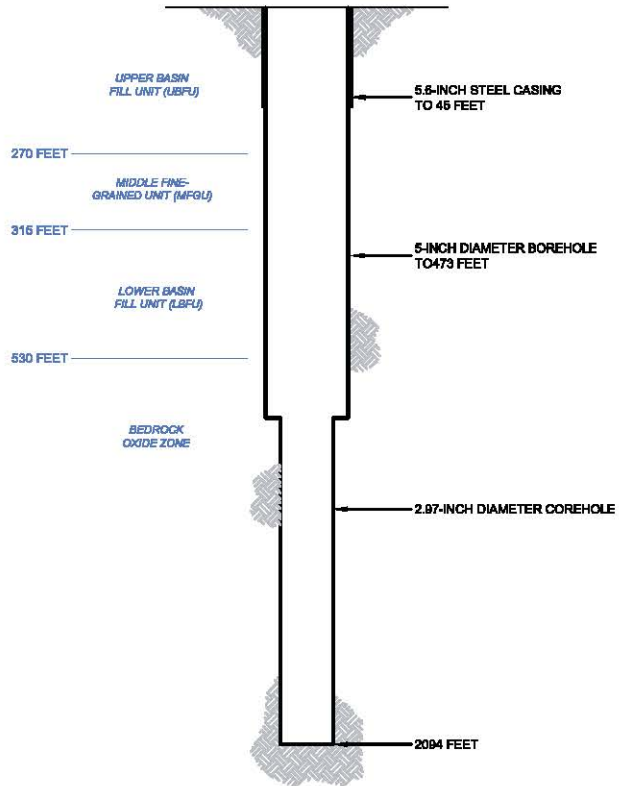 UPPER BASIN
FILL UNIT (UBFU)
5.6-INCH STEEL CASING
TO 45 FEET
270 FEET
MIDDLE FINE-
GRAINED UNIT (MFGU)
315 FEET
5-INCH DIAMETER BOREHOLE
TO473 FEET
LOWER BASIN
FILL UNIT (LBFU)
530 FEET
BEDROCK
OXIDE ZONE
2.97-INCH DIAMETER COREHOLE
2094 FEET